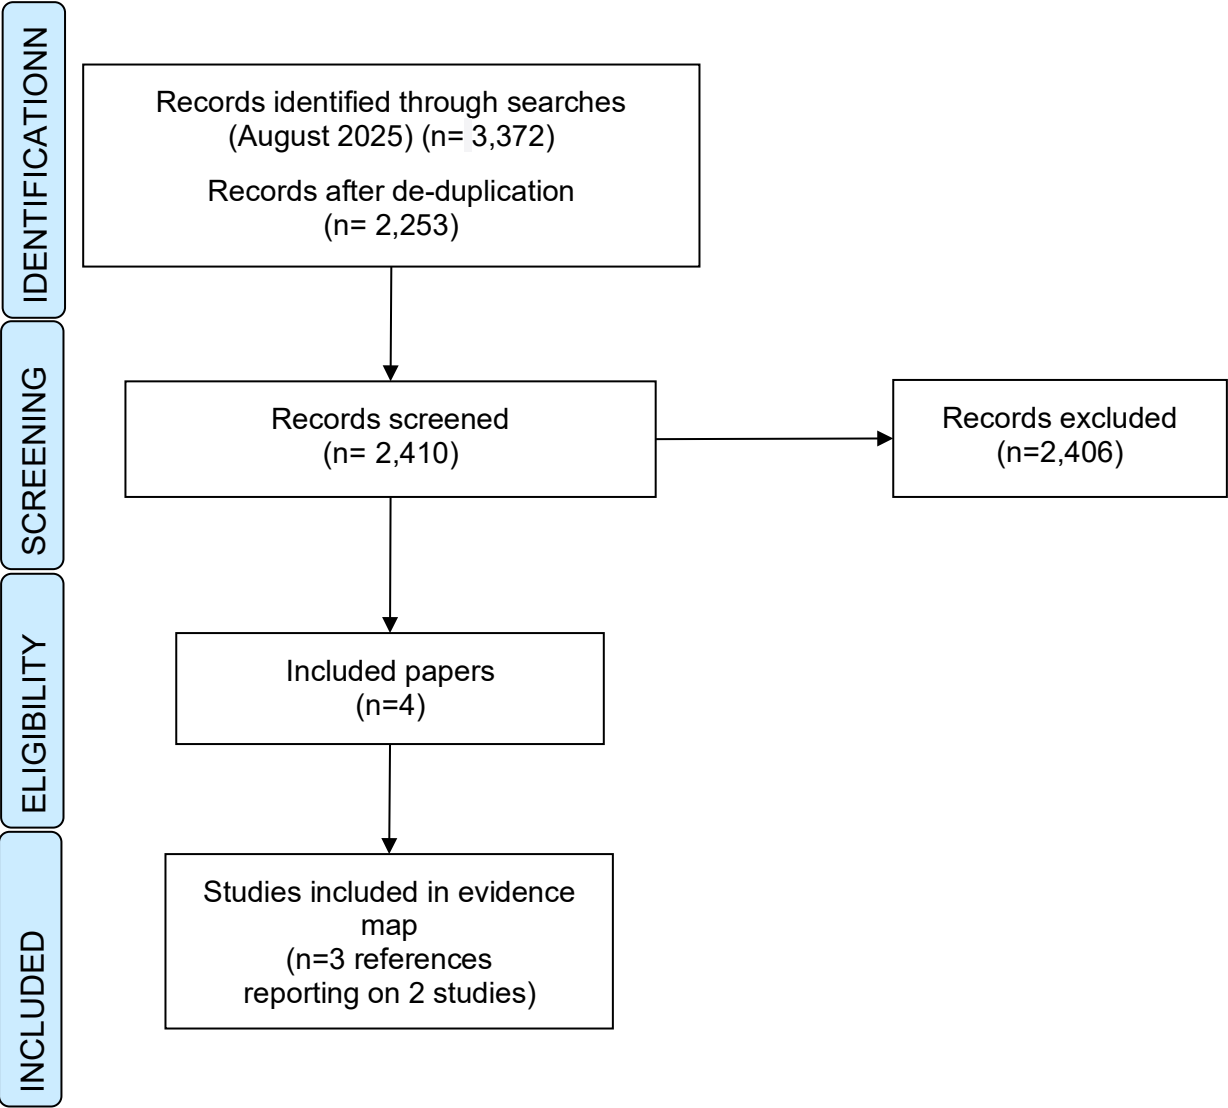 IDENTIFICATIONN
Records identified through searches
(August 2025) (n= 3,372)
Records after de-duplication
(n= 2,253)
SCREENING
Records screened
(n= 2,410)
Records excluded
(n=2,406)
ELIGIBILITY
Included papers
(n=4)
INCLUDED
Studies included in evidence
map
(n=3 references
reporting on 2 studies)